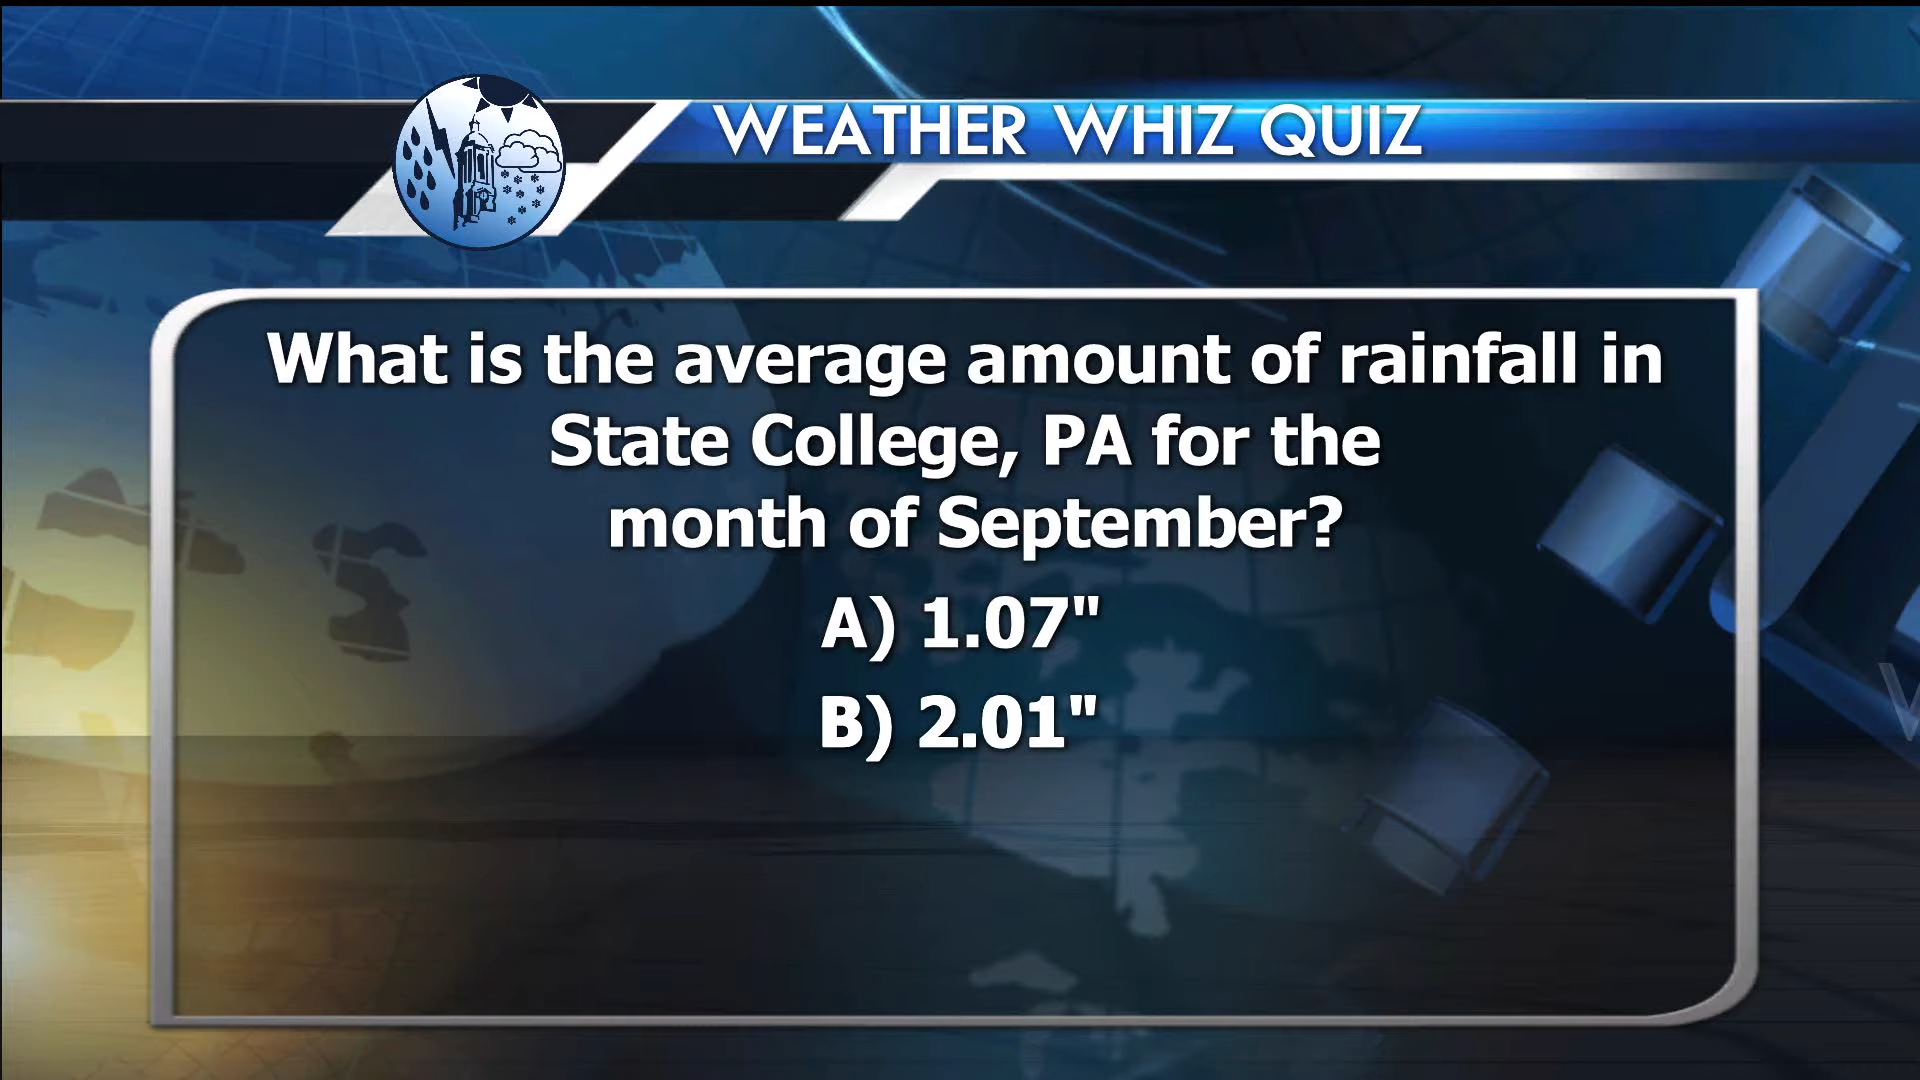 WEATHER WHIZ QUIZ
What is the average amount of rainfall in
State College, PA for the
month of September?
A) 1.07"
B) 2.01"